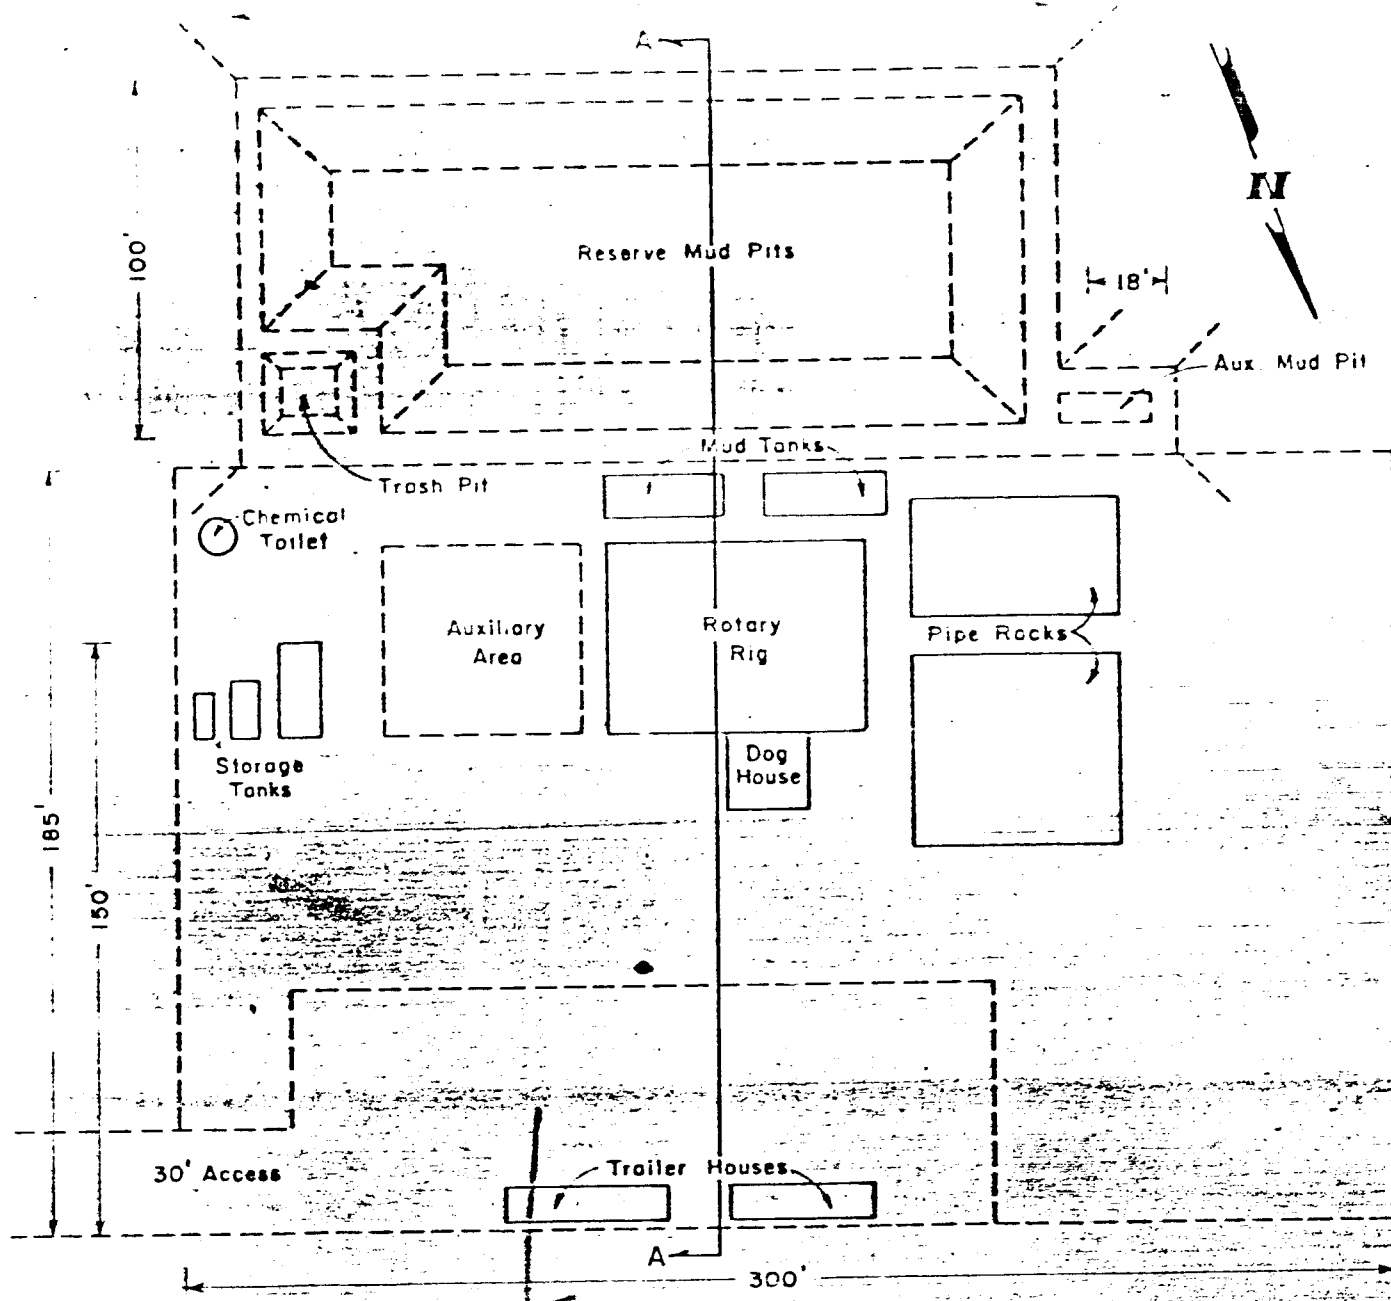 A
N
100'
Reserve Mud Pits
18'
Aux. Mud Pit
Mud Tanks
Trash Pit
Chemical
Toilet
Auxiliary
Area
Rotary
Rig
Pipe Racks
Dog
House
Storage
Tanks
185'
150'
30' Access
Trailer Houses
A
300'